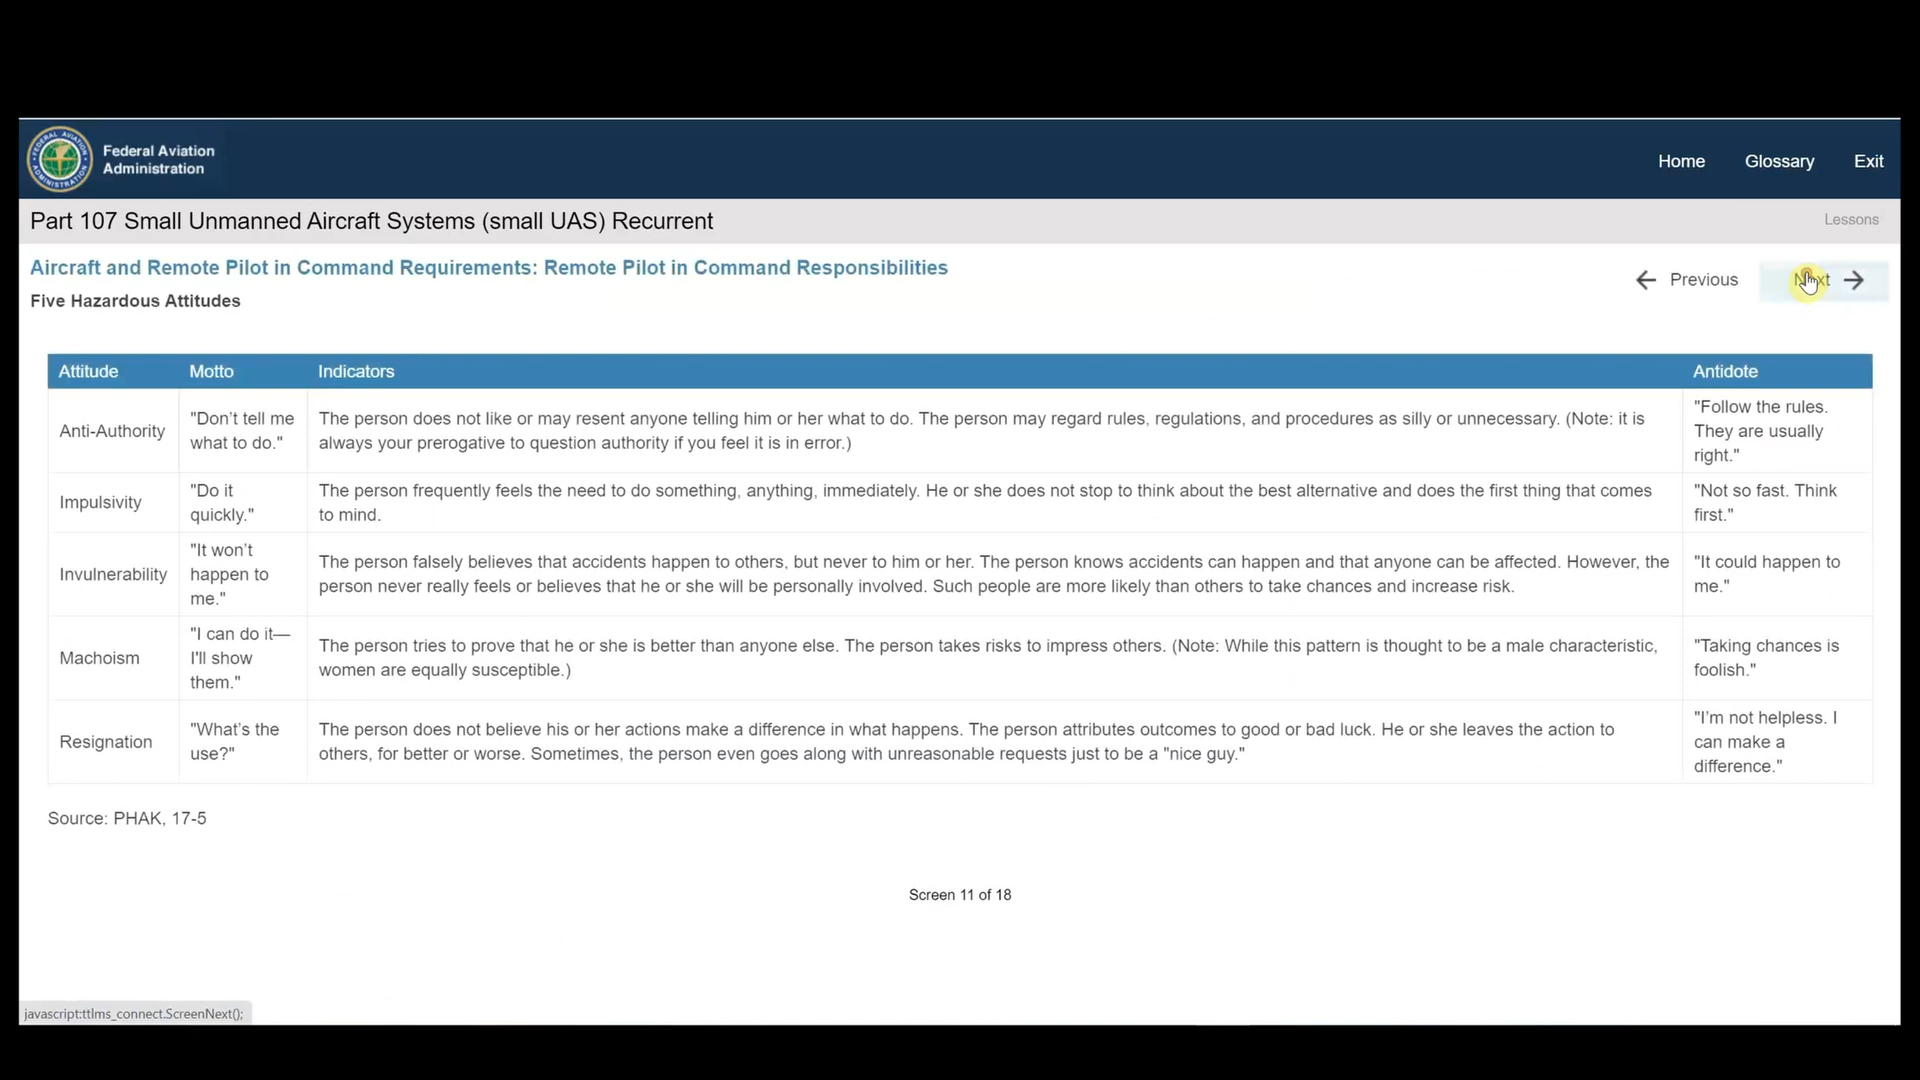 Federal Aviation
Administration
Home Glossary Exit
Part 107 Small Unmanned Aircraft Systems (small UAS) Recurrent
Lessons
Aircraft and Remote Pilot in Command Requirements: Remote Pilot in Command Responsibilities
Previous
Next
Five Hazardous Attitudes
Attitude Motto Indicators Antidote
Anti-Authority
"Don't tell me
what to do."
The person does not like or may resent anyone telling him or her what to do. The person may regard rules, regulations, and procedures as silly or unnecessary. (Note: it is
always your prerogative to question authority if you feel it is in error.)
"Follow the rules.
They are usually
right."
Impulsivity
"Do it
quickly."
The person frequently feels the need to do something, anything, immediately. He or she does not stop to think about the best alternative and does the first thing that comes
to mind.
"Not so fast. Think
first."
Invulnerability
"It won't
happen to
me."
The person falsely believes that accidents happen to others, but never to him or her. The person knows accidents can happen and that anyone can be affected. However, the
person never really feels or believes that he or she will be personally involved. Such people are more likely than others to take chances and increase risk.
"It could happen to
me."
Machoism
"I can do it—
I'll show
them."
The person tries to prove that he or she is better than anyone else. The person takes risks to impress others. (Note: While this pattern is thought to be a male characteristic,
women are equally susceptible.)
"Taking chances is
foolish."
Resignation
"What's the
use?"
The person does not believe his or her actions make a difference in what happens. The person attributes outcomes to good or bad luck. He or she leaves the action to
others, for better or worse. Sometimes, the person even goes along with unreasonable requests just to be a "nice guy."
"I'm not helpless. I
can make a
difference."
Source: PHAK, 17-5
Screen 11 of 18
javascript:ttlms_connect.ScreenNext();